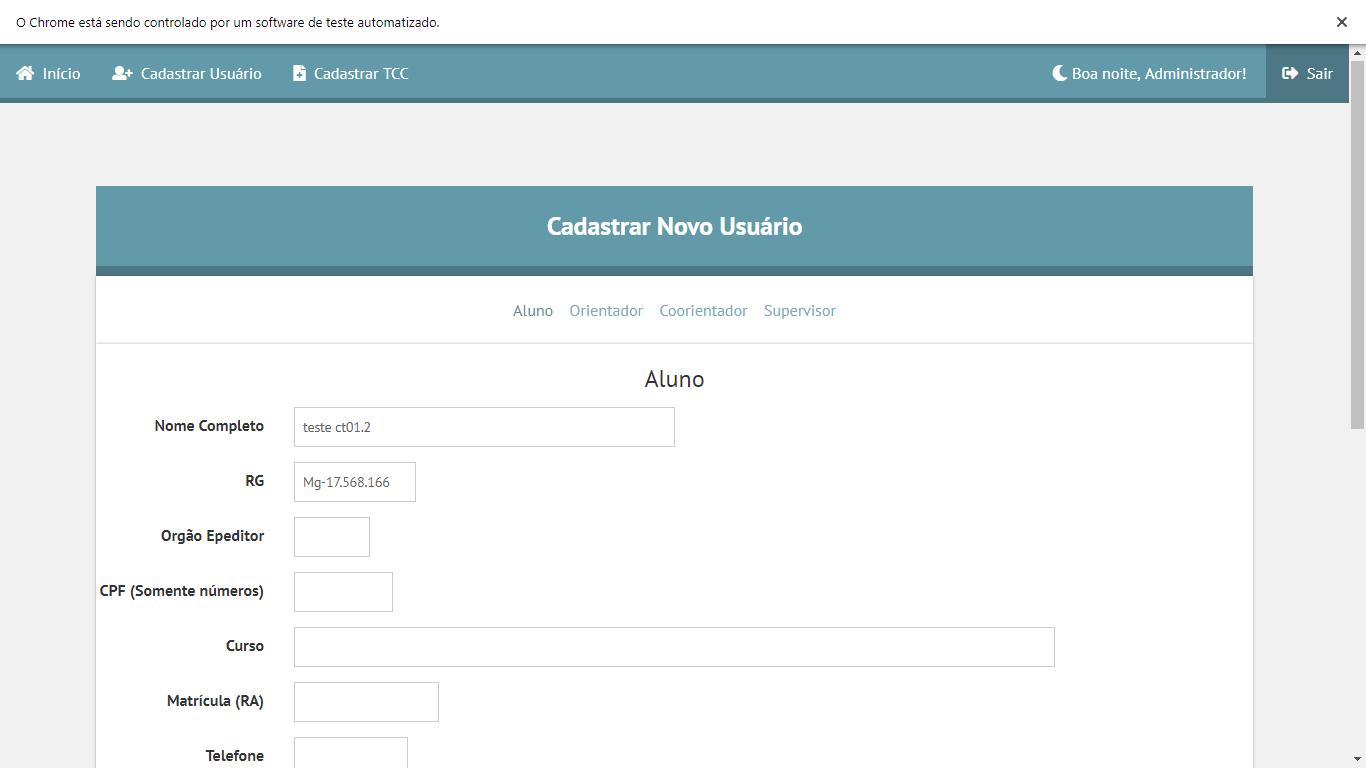 O Chrome está sendo controlado por um software de teste automatizado.
Início Cadastrar Usuário Cadastrar TCC Boa noite, Administrador! Sair
Cadastrar Novo Usuário
Aluno Orientador Coorientador Supervisor
Aluno
Nome Completo teste ct01.2
RG Mg-17.568.166
Orgão Epeditor
CPF (Somente números)
Curso
Matrícula (RA)
Telefone